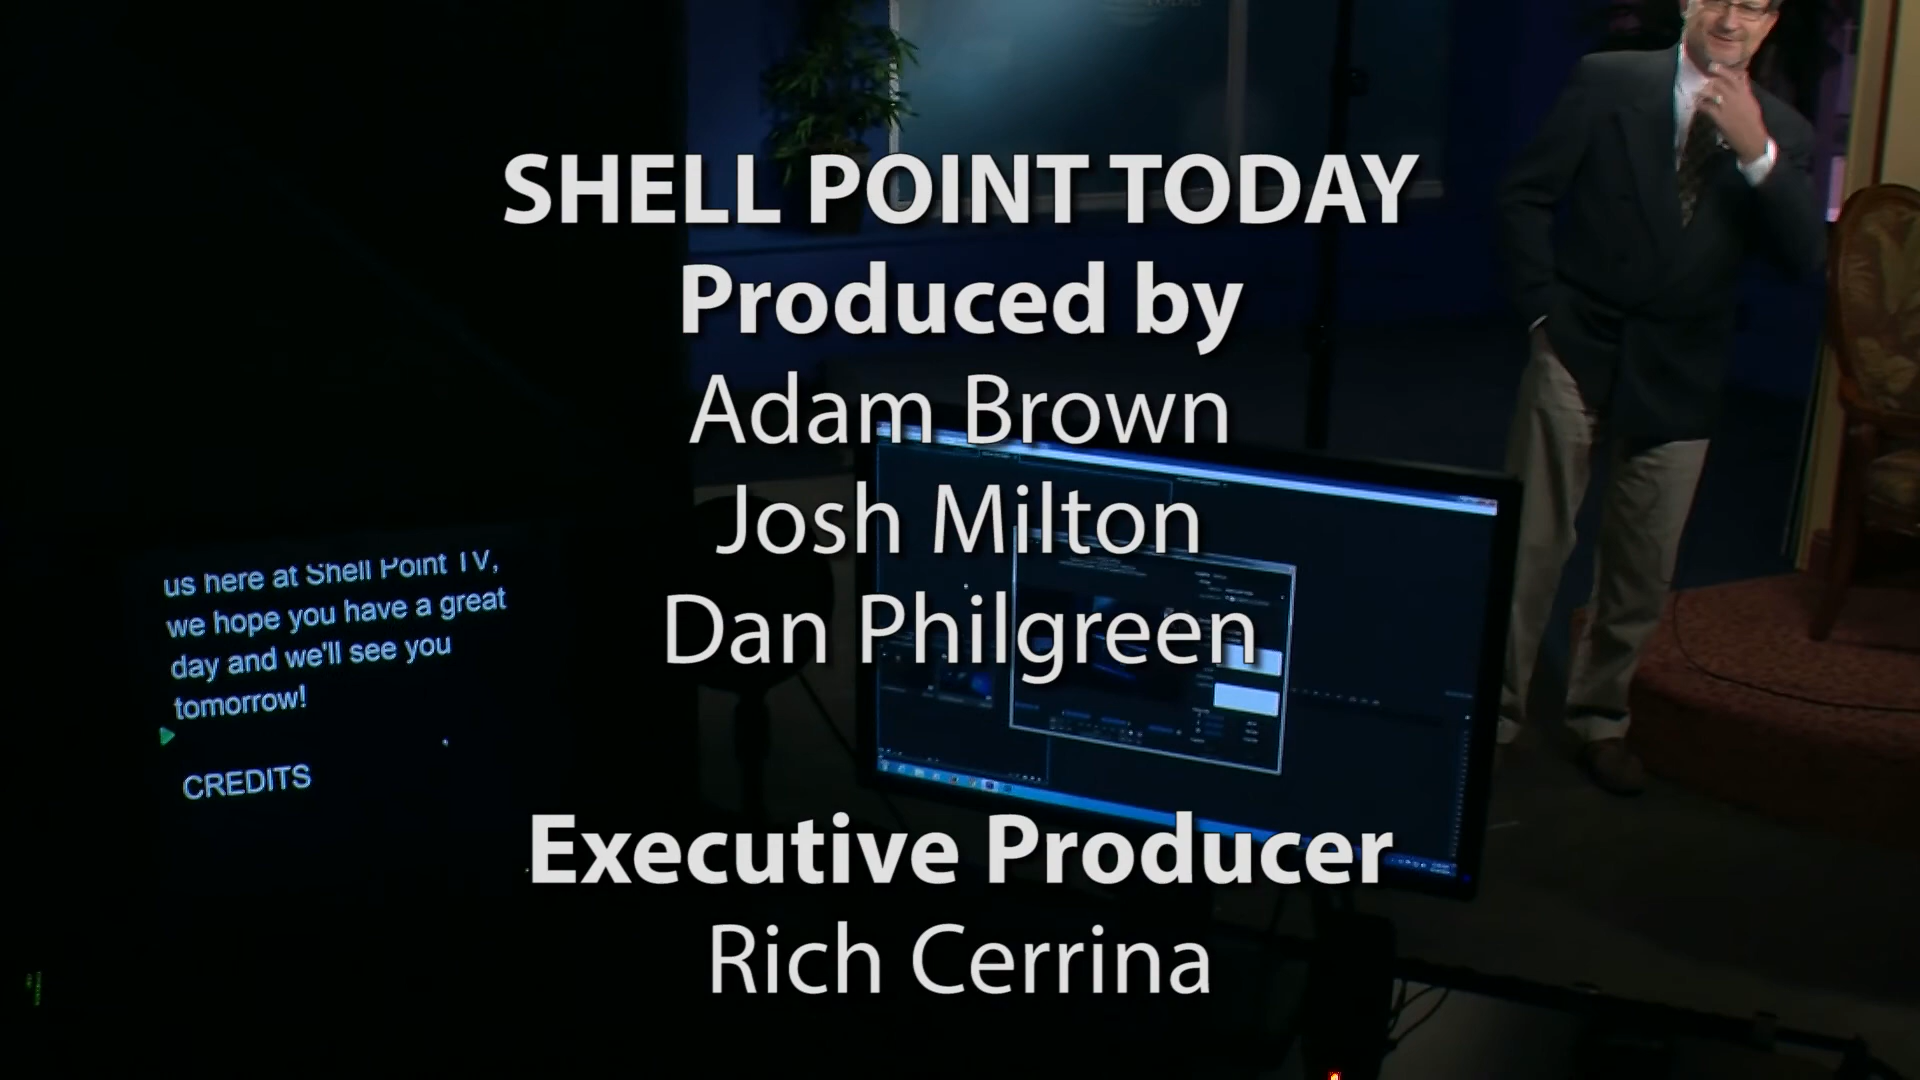 SHELL POINT TODAY
Produced by
Adam Brown
Josh Milton
Dan Philgreen
Executive Producer
Rich Cerrina
us here at Shell Point TV,
we hope you have a great
day and we'll see you
tomorrow!
CREDITS